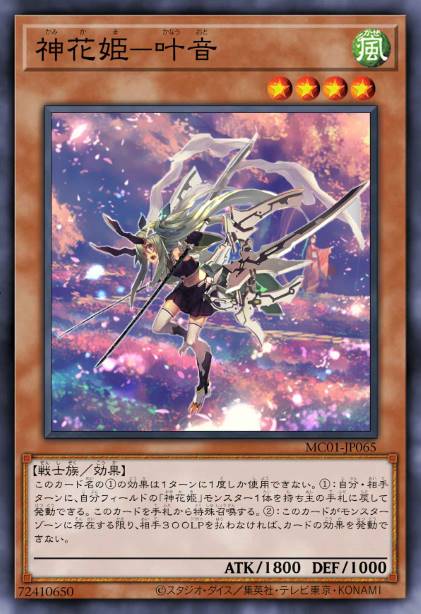 神花姫-叶音
風
MC01-JP065
【戦士族／効果】
このカード名の①の効果は1ターンに1度しか使用できない。①：自分・相手
ターンに、自分フィールドの「神花姫」モンスター1体を持ち主の手札に戻して
発動できる。このカードを手札から特殊召喚する。②：このカードがモンスター
ゾーンに存在する限り、相手は300LPを払わなければ、カードの効果を発動で
きない。
ATK/1800 DEF/1000
72410650
©スタジオ・ダイス／集英社・テレビ東京・KONAMI